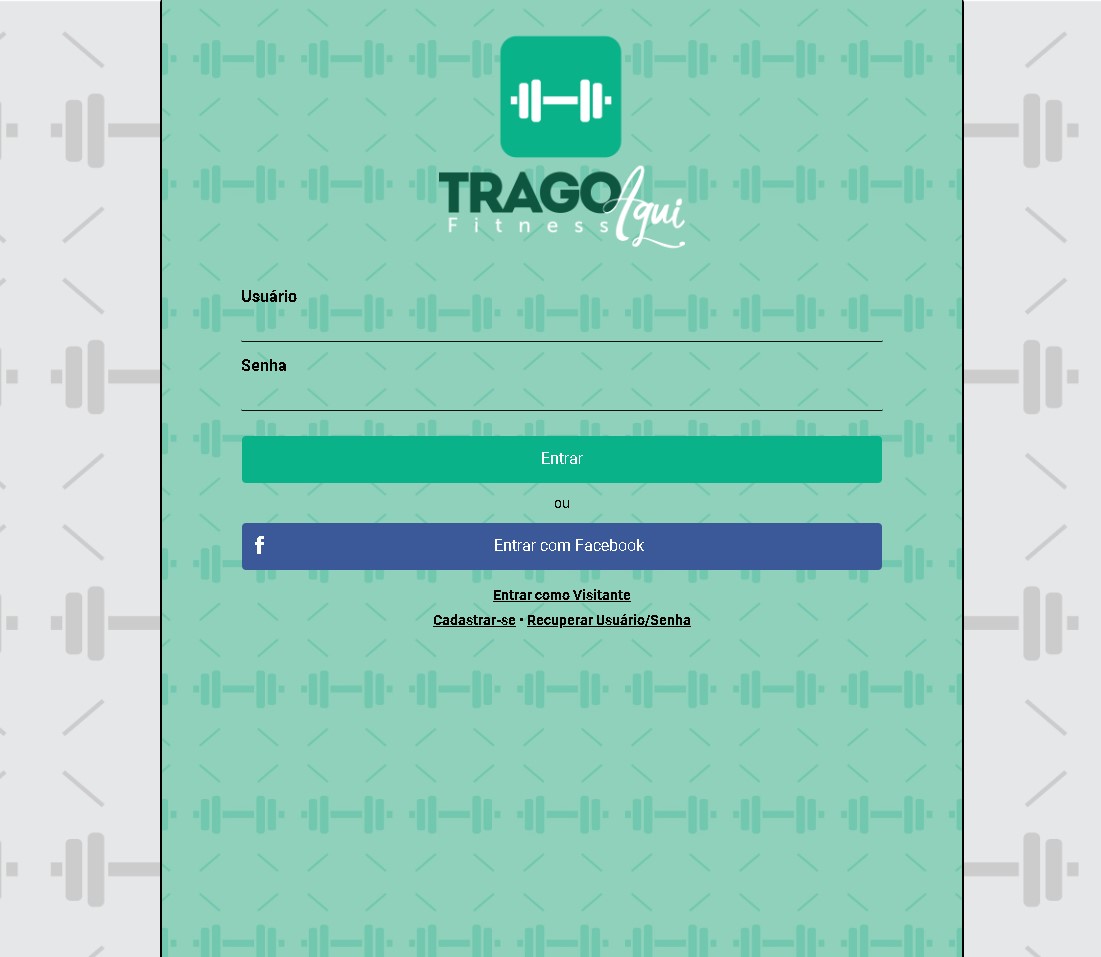 TRAGO Aqui
Fitness
Usuário
Senha
Entrar
ou
f Entrar com Facebook
Entrar como Visitante
Cadastrar-se • Recuperar Usuário/Senha